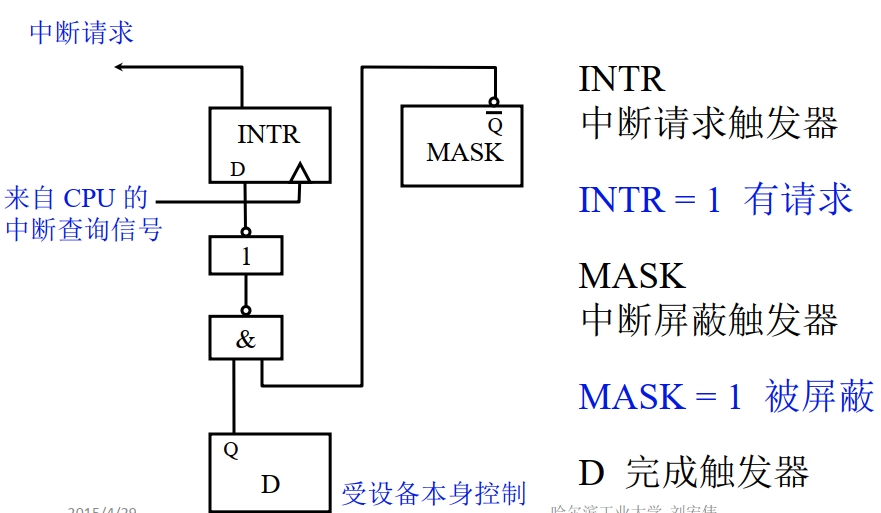 中断请求
INTR
D
来自 CPU 的
中断查询信号
1
&
Q
D
受设备本身控制
Q
MASK
INTR
中断请求触发器
INTR = 1 有请求
MASK
中断屏蔽触发器
MASK = 1 被屏蔽
D 完成触发器
2015/4/29
哈尔滨工业大学 刘宏伟